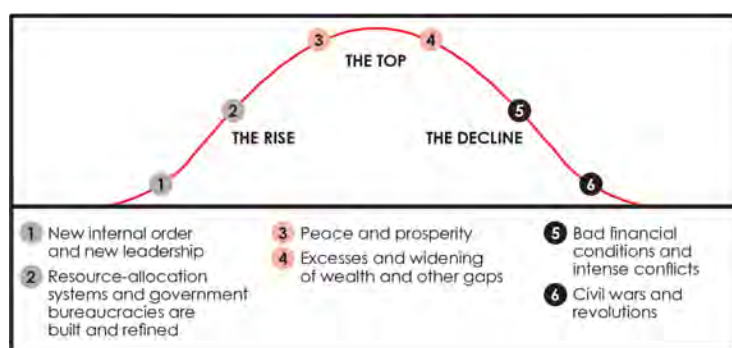 3
4
THE TOP
2
5
THE RISE
THE DECLINE
1
6
1 New internal order
and new leadership
2 Resource-allocation
systems and government
bureaucracies are
built and refined
3 Peace and prosperity
4 Excesses and widening
of wealth and other gaps
5 Bad financial
conditions and
intense conflicts
6 Civil wars and
revolutions